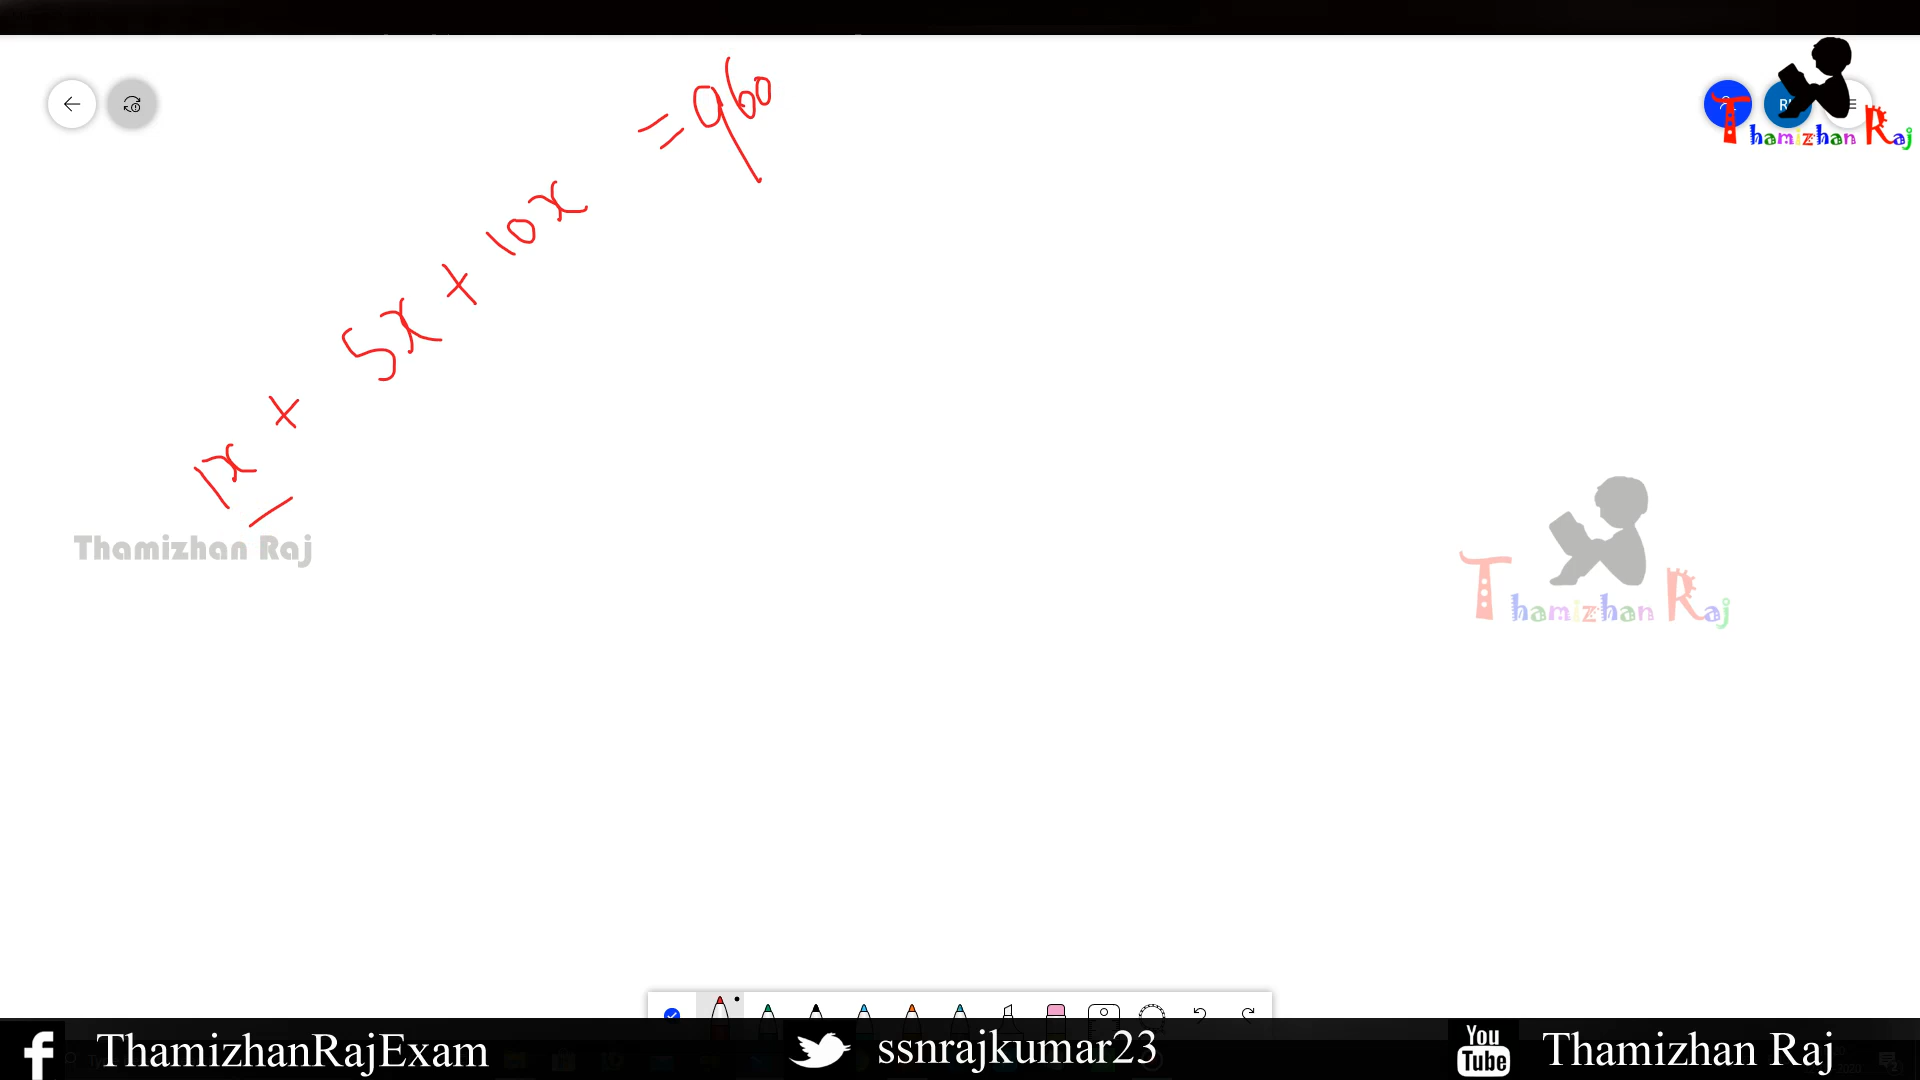 1x + 5x + 10x = 960
Thamizhan Raj
Thamizhan Raj
Thamizhan Raj
ThamizhanRajExam
ssnrajkumar23
You Tube
Thamizhan Raj